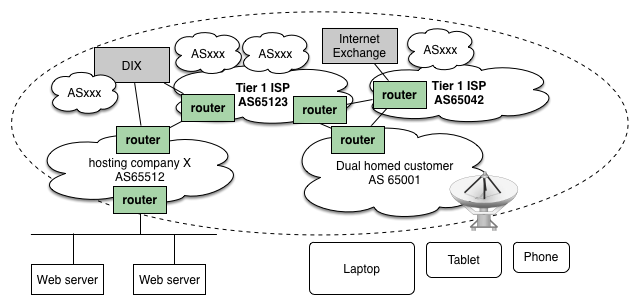 Internet
Exchange
ASxxx
ASxxx
ASxxx
DIX
ASxxx
Tier 1 ISP
AS65123
Tier 1 ISP
AS65042
router
router
router
router
router
hosting company X
AS65512
Dual homed customer
AS 65001
router
Web server
Web server
Laptop
Tablet
Phone